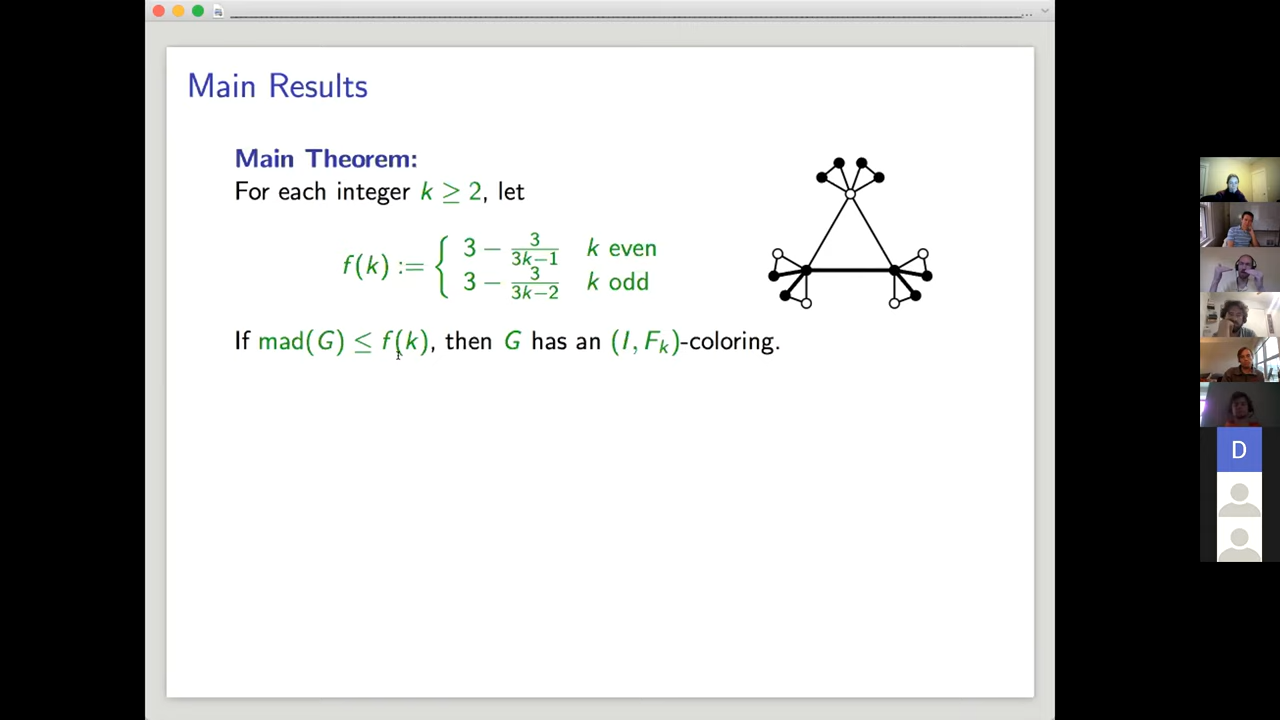 Main Results
Main Theorem:
For each integer k ≥ 2, let
f(k) := { 3 − 3/(3k−1) k even
3 − 3/(3k−2) k odd
If mad(G) ≤ f(k), then G has an (I, F_k)-coloring.
D